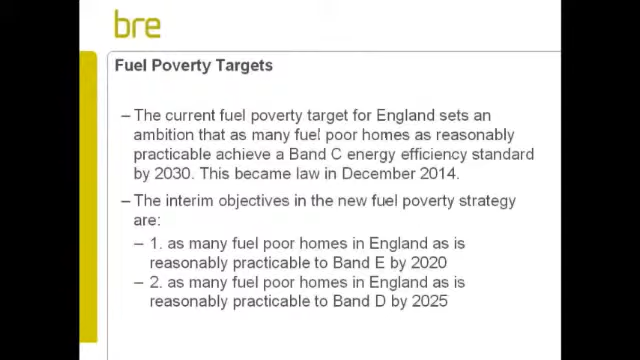 bre
Fuel Poverty Targets
– The current fuel poverty target for England sets an
ambition that as many fuel poor homes as reasonably
practicable achieve a Band C energy efficiency standard
by 2030. This became law in December 2014.
– The interim objectives in the new fuel poverty strategy
are:
– 1. as many fuel poor homes in England as is
reasonably practicable to Band E by 2020
– 2. as many fuel poor homes in England as is
reasonably practicable to Band D by 2025